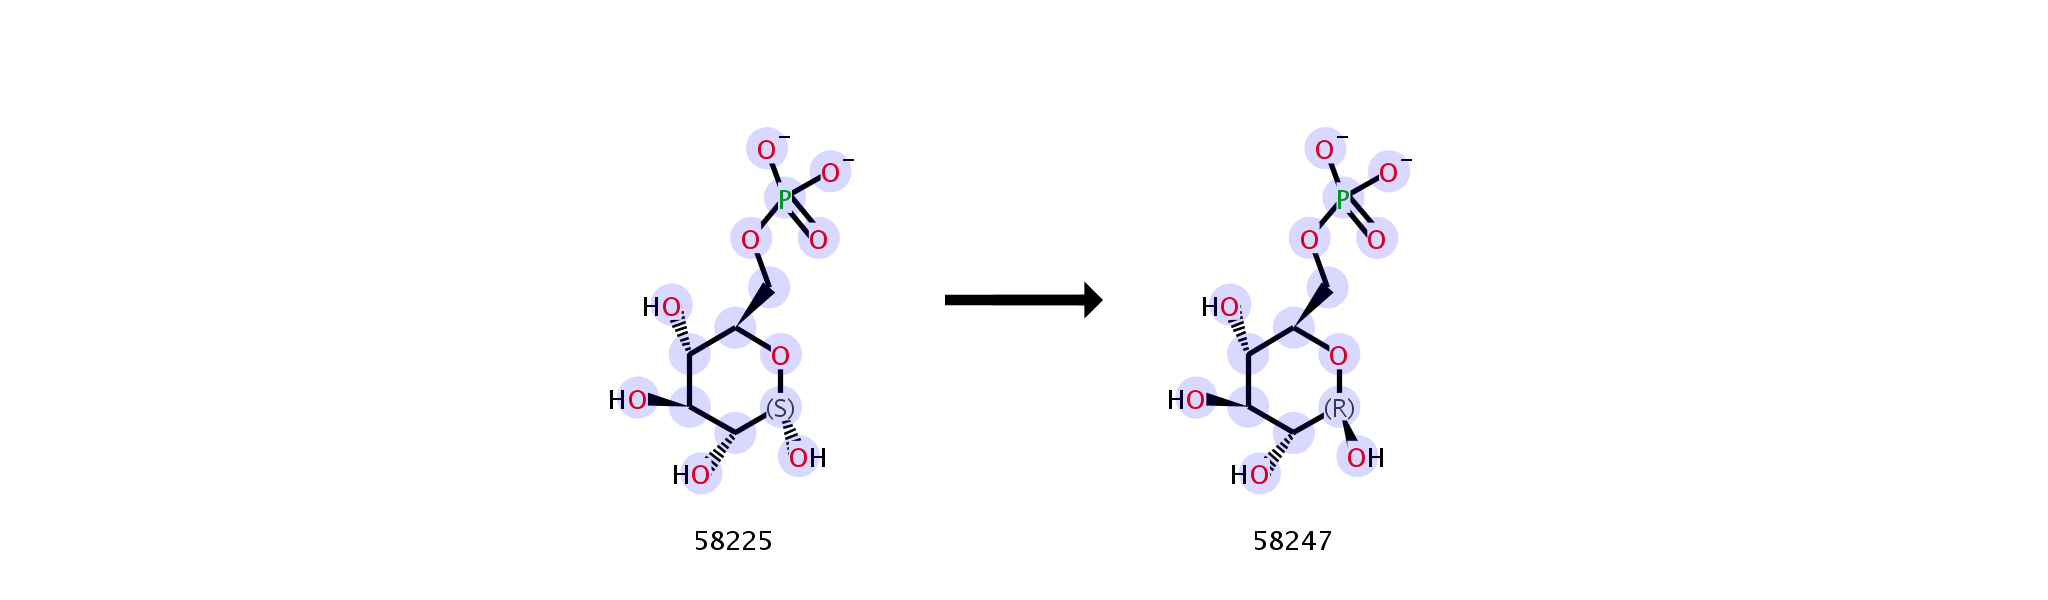 O− O−
O− O−
P P
O O O O
HO HO
O O
HO (S) HO (R)
HO OH HO OH
58225 58247